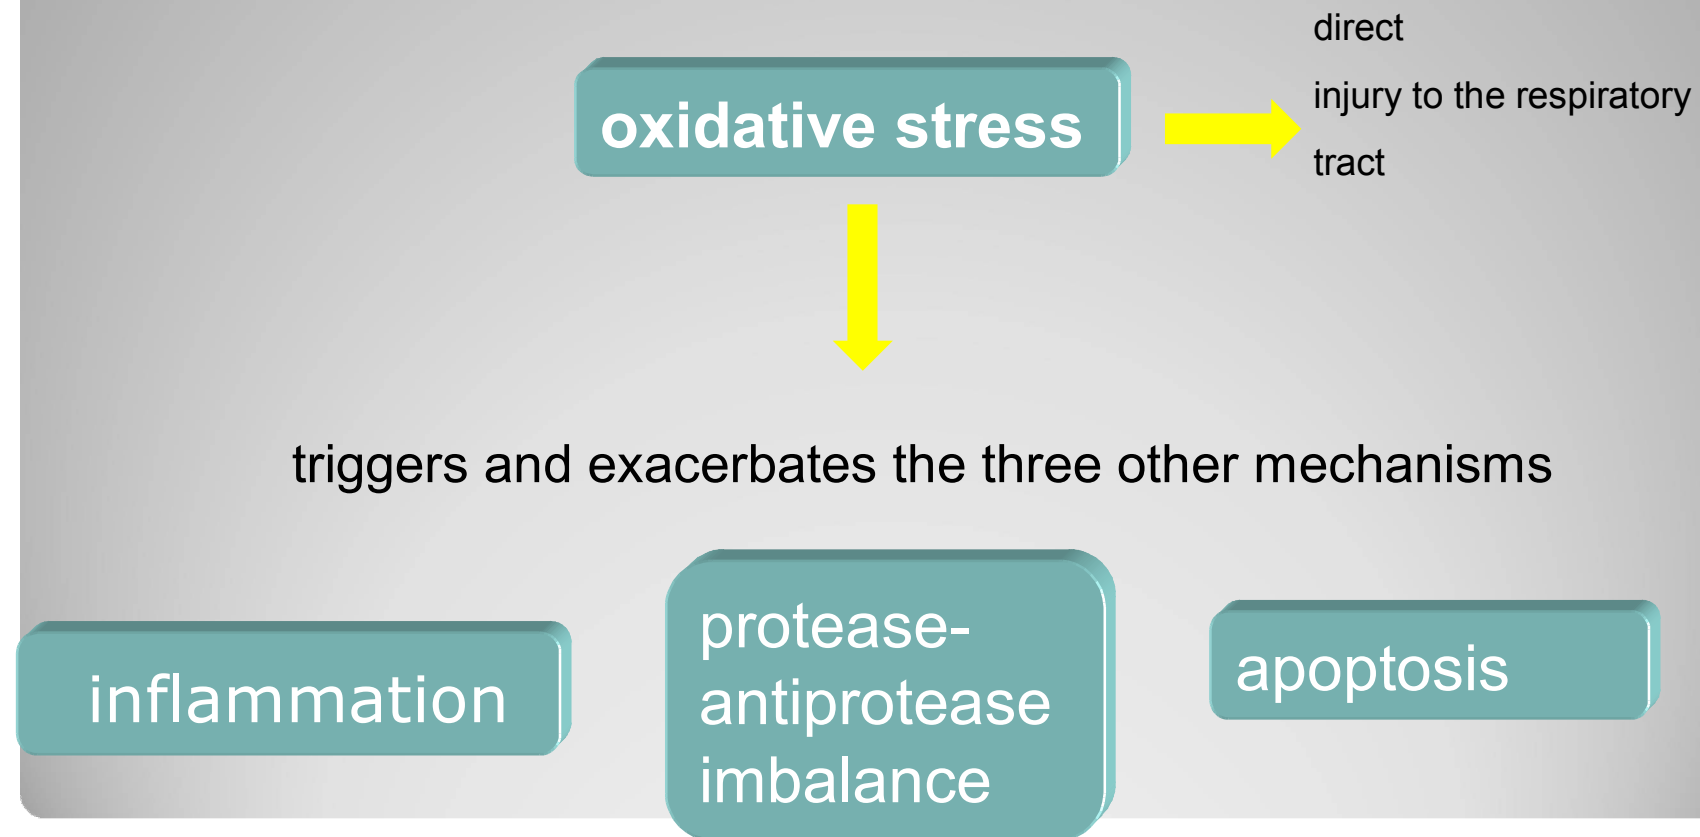 direct
injury to the respiratory
tract
oxidative stress
triggers and exacerbates the three other mechanisms
inflammation
protease-
antiprotease
imbalance
apoptosis